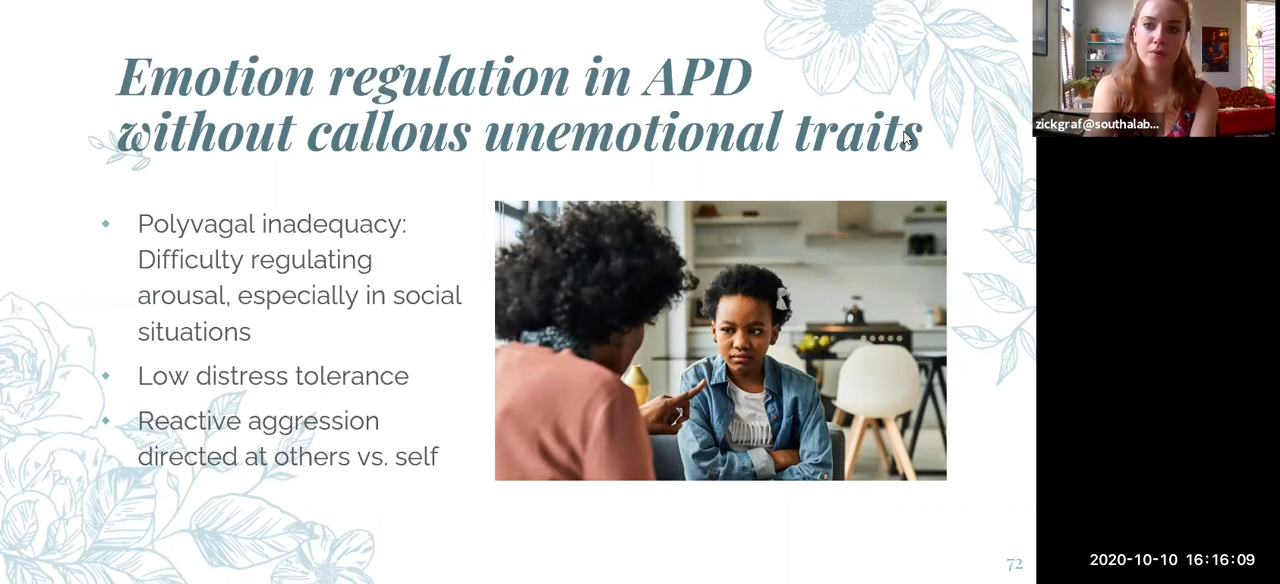 Emotion regulation in APD
without callous unemotional traits
Polyvagal inadequacy:
Difficulty regulating
arousal, especially in social
situations
Low distress tolerance
Reactive aggression
directed at others vs. self
72
zickgraf@southalab...
2020-10-10 16:16:09